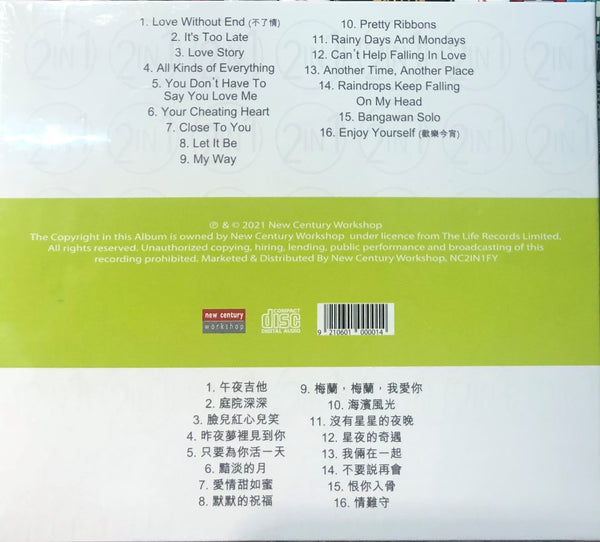 1. Love Without End (不了情)
2. It's Too Late
3. Love Story
4. All Kinds of Everything
5. You Don't Have To
Say You Love Me
6. Your Cheating Heart
7. Close To You
8. Let It Be
9. My Way
10. Pretty Ribbons
11. Rainy Days And Mondays
12. Can't Help Falling In Love
13. Another Time, Another Place
14. Raindrops Keep Falling
On My Head
15. Bangawan Solo
16. Enjoy Yourself (歡樂今宵)
2 IN 1
℗ & © 2021 New Century Workshop
The Copyright in this Album is owned by New Century Workshop under licence from The Life Records Limited.
All rights reserved. Unauthorized copying, hiring, lending, public performance and broadcasting of this
recording prohibited. Marketed & Distributed By New Century Workshop. NC2IN1FY
new century
workshop
COMPACT
disc
DIGITAL AUDIO
9 210601 000014
1. 午夜吉他
2. 庭院深深
3. 臉兒紅心兒笑
4. 昨夜夢裡見到你
5. 只要為你活一天
6. 黯淡的月
7. 愛情甜如蜜
8. 默默的祝福
9. 梅蘭，梅蘭，我愛你
10. 海濱風光
11. 沒有星星的夜晚
12. 星夜的奇遇
13. 我倆在一起
14. 不要説再會
15. 恨你入骨
16. 情難守